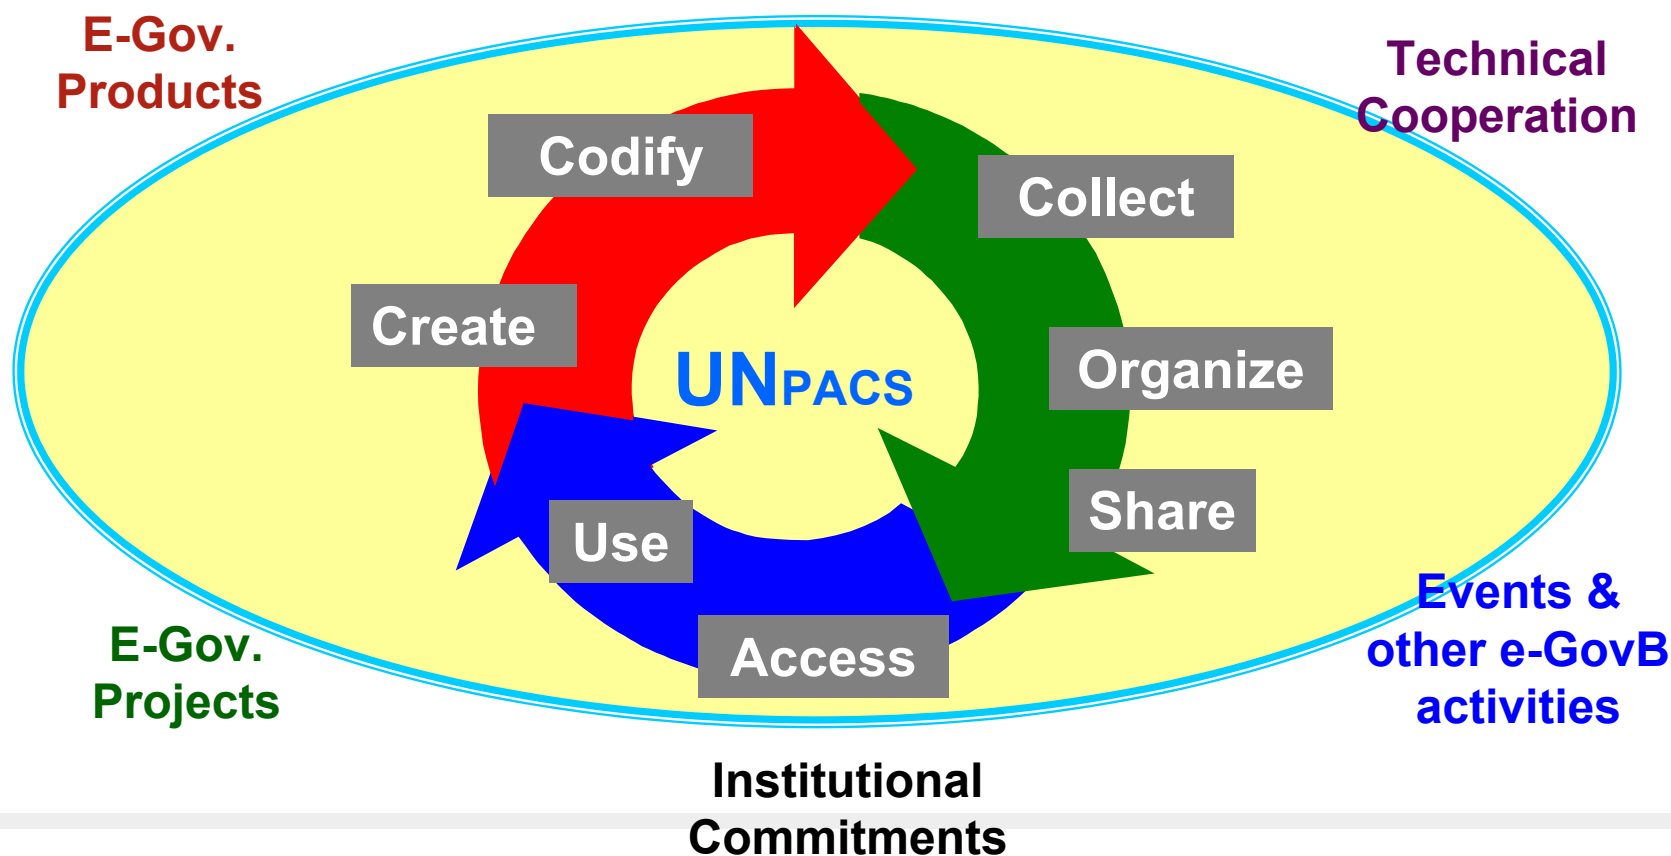 E-Gov.
Products
Technical
Cooperation
Codify
Collect
Create
Organize
UNPACS
Share
Use
Access
E-Gov.
Projects
Events &
other e-GovB
activities
Institutional
Commitments